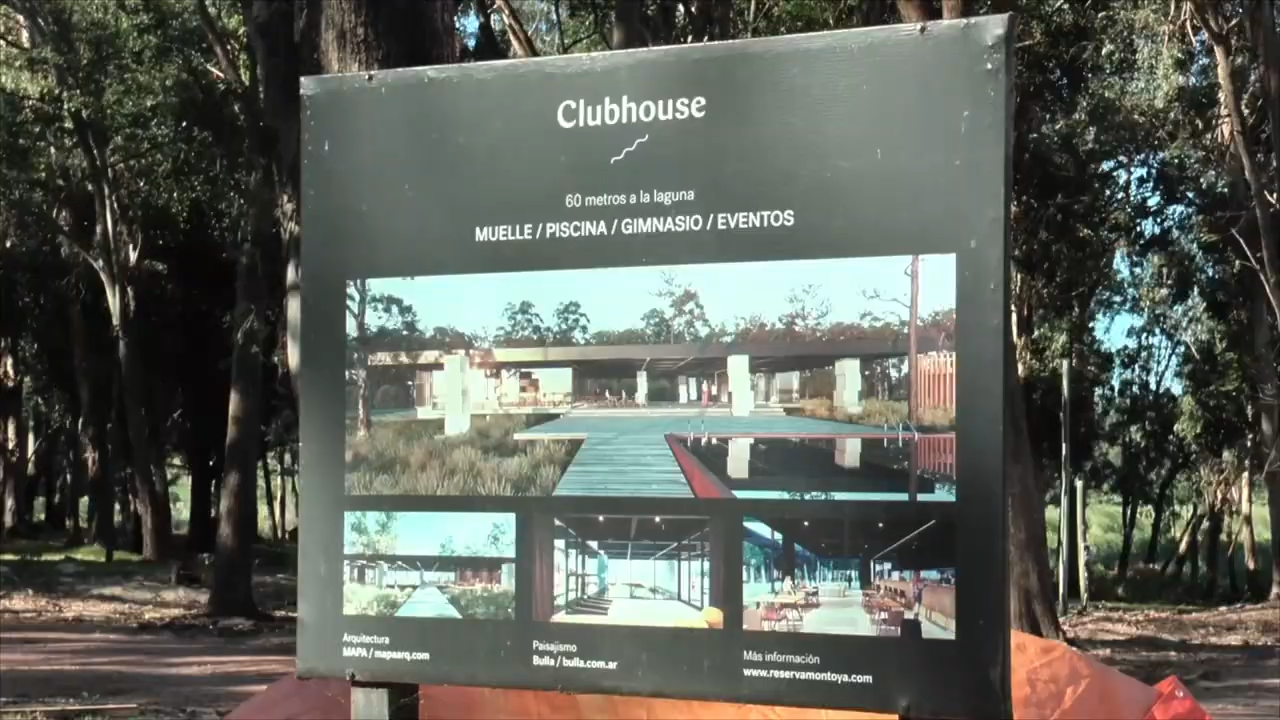 Clubhouse
60 metros a la laguna
MUELLE / PISCINA / GIMNASIO / EVENTOS
Arquitectura
MAPA / mapaarq.com
Paisajismo
Bulla / bulla.com.ar
Más información
www.reservamontoya.com